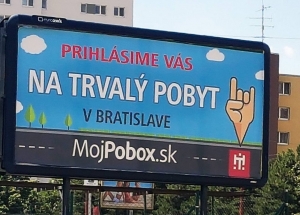 PRIHLÁSIME VÁS
NA TRVALÝ POBYT
V BRATISLAVE
MojPobox.sk